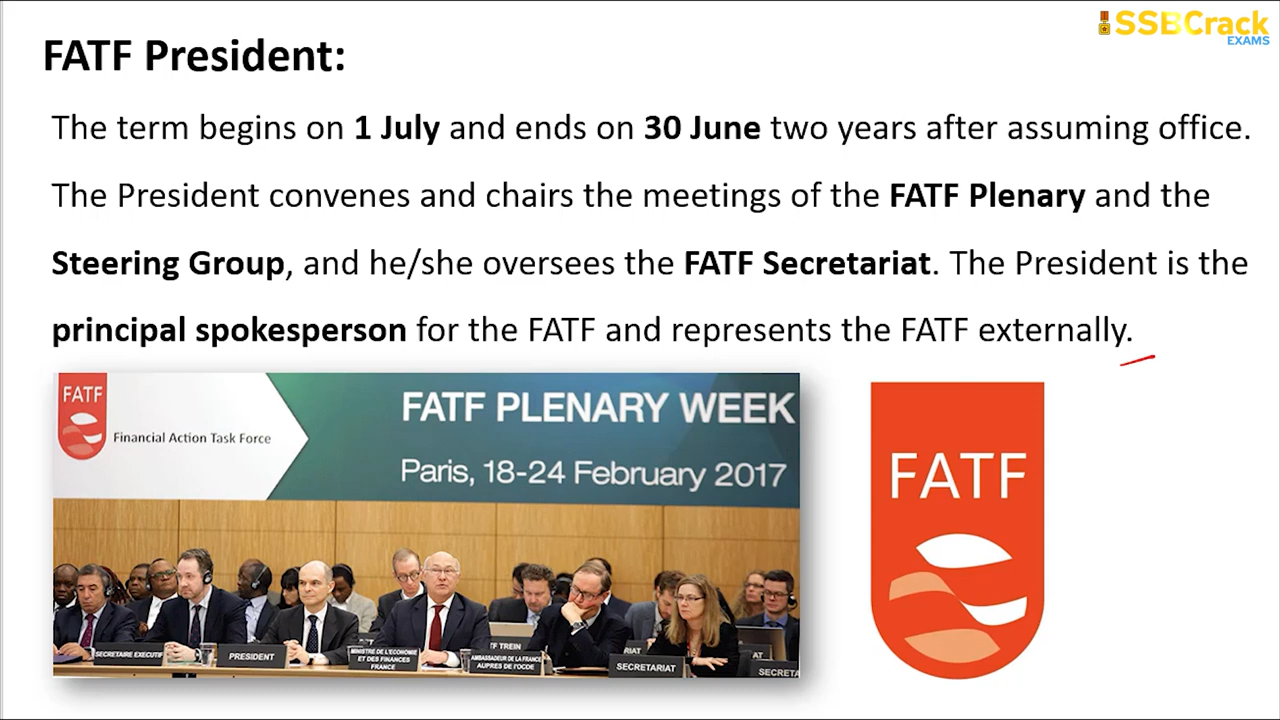 SSBCrack
EXAMS
FATF President:
The term begins on 1 July and ends on 30 June two years after assuming office.
The President convenes and chairs the meetings of the FATF Plenary and the
Steering Group, and he/she oversees the FATF Secretariat. The President is the
principal spokesperson for the FATF and represents the FATF externally.
FATF
Financial Action Task Force
FATF PLENARY WEEK
Paris, 18-24 February 2017
SECRETAIRE EXECUTIF
PRESIDENT
MINISTRE DE L'ECONOMIE
ET DES FINANCES
FRANCE
TREIN
AMBASSADEUR DE LA FRANCE
AUPRES DE l'OCDE
SECRETARIAT
FATF